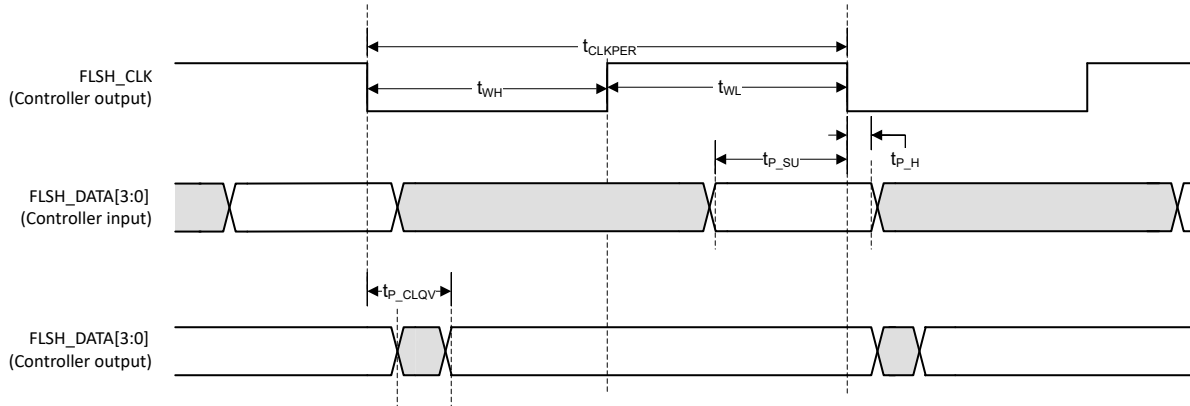 tCLKPER
FLSH_CLK
(Controller output)
tWH
tWL
tP_SU
tP_H
FLSH_DATA[3:0]
(Controller input)
tP_CLQV
FLSH_DATA[3:0]
(Controller output)